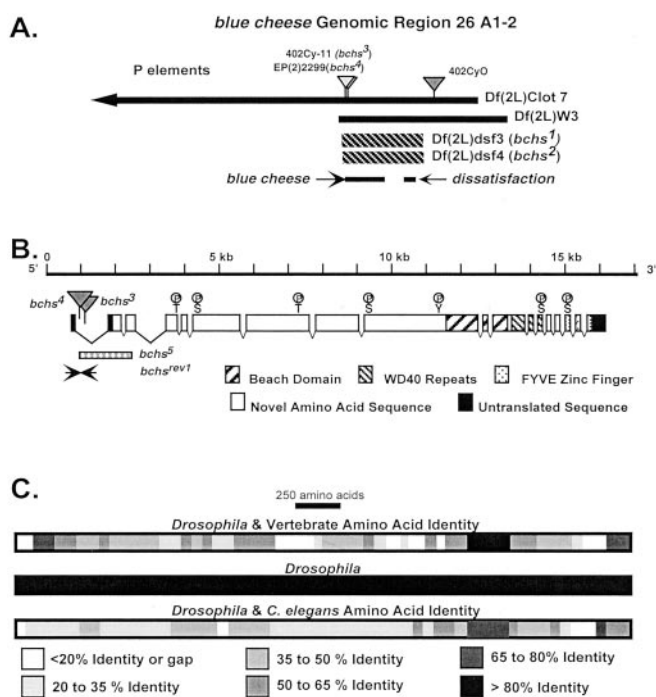 A.
blue cheese Genomic Region 26 A1-2
402Cy-11 (bchs3)
EP(2)2299(bchs4)
402CyO
P elements
Df(2L)Clot 7
Df(2L)W3
Df(2L)dsf3 (bchs1)
Df(2L)dsf4 (bchs2)
blue cheese
dissatisfaction
B.
0 5 kb 10 kb 15 kb
5' 3'
bchs4 bchs3
P P P P P P P
T S T S Y S S
bchs5
bchsrev1
Beach Domain WD40 Repeats FYVE Zinc Finger
Novel Amino Acid Sequence Untranslated Sequence
C.
250 amino acids
Drosophila & Vertebrate Amino Acid Identity
Drosophila
Drosophila & C. elegans Amino Acid Identity
<20% Identity or gap 35 to 50 % Identity 65 to 80% Identity
20 to 35 % Identity 50 to 65 % Identity > 80% Identity